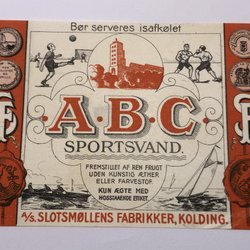 Bør serveres isafkølet
A·B·C
SPORTSVAND.
FREMSTILLET AF REN FRUGT
UDEN KUNSTIG ÆTHER
ELLER FARVESTOF.
KUN ÆGTE MED
HOSSTAAENDE ETIKET
A/S. SLOTSMØLLENS FABRIKKER, KOLDING.